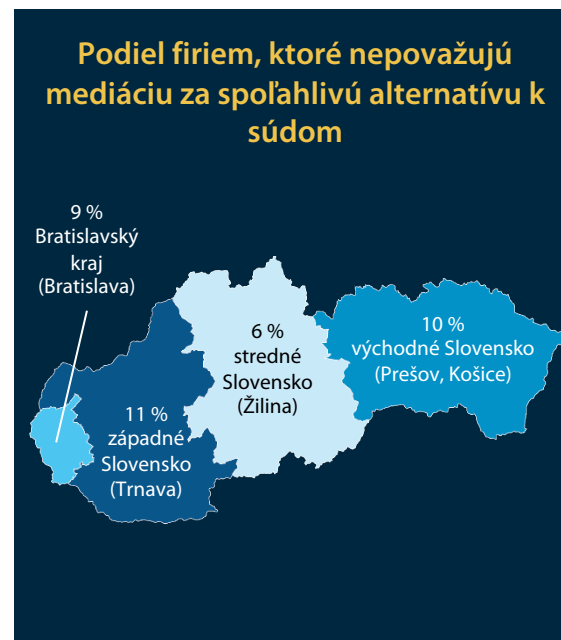 Podiel firiem, ktoré nepovažujú
mediáciu za spoľahlivú alternatívu k
súdom
9 %
Bratislavský
kraj
(Bratislava)
6 %
stredné
Slovensko
(Žilina)
10 %
východné Slovensko
(Prešov, Košice)
11 %
západné
Slovensko
(Trnava)